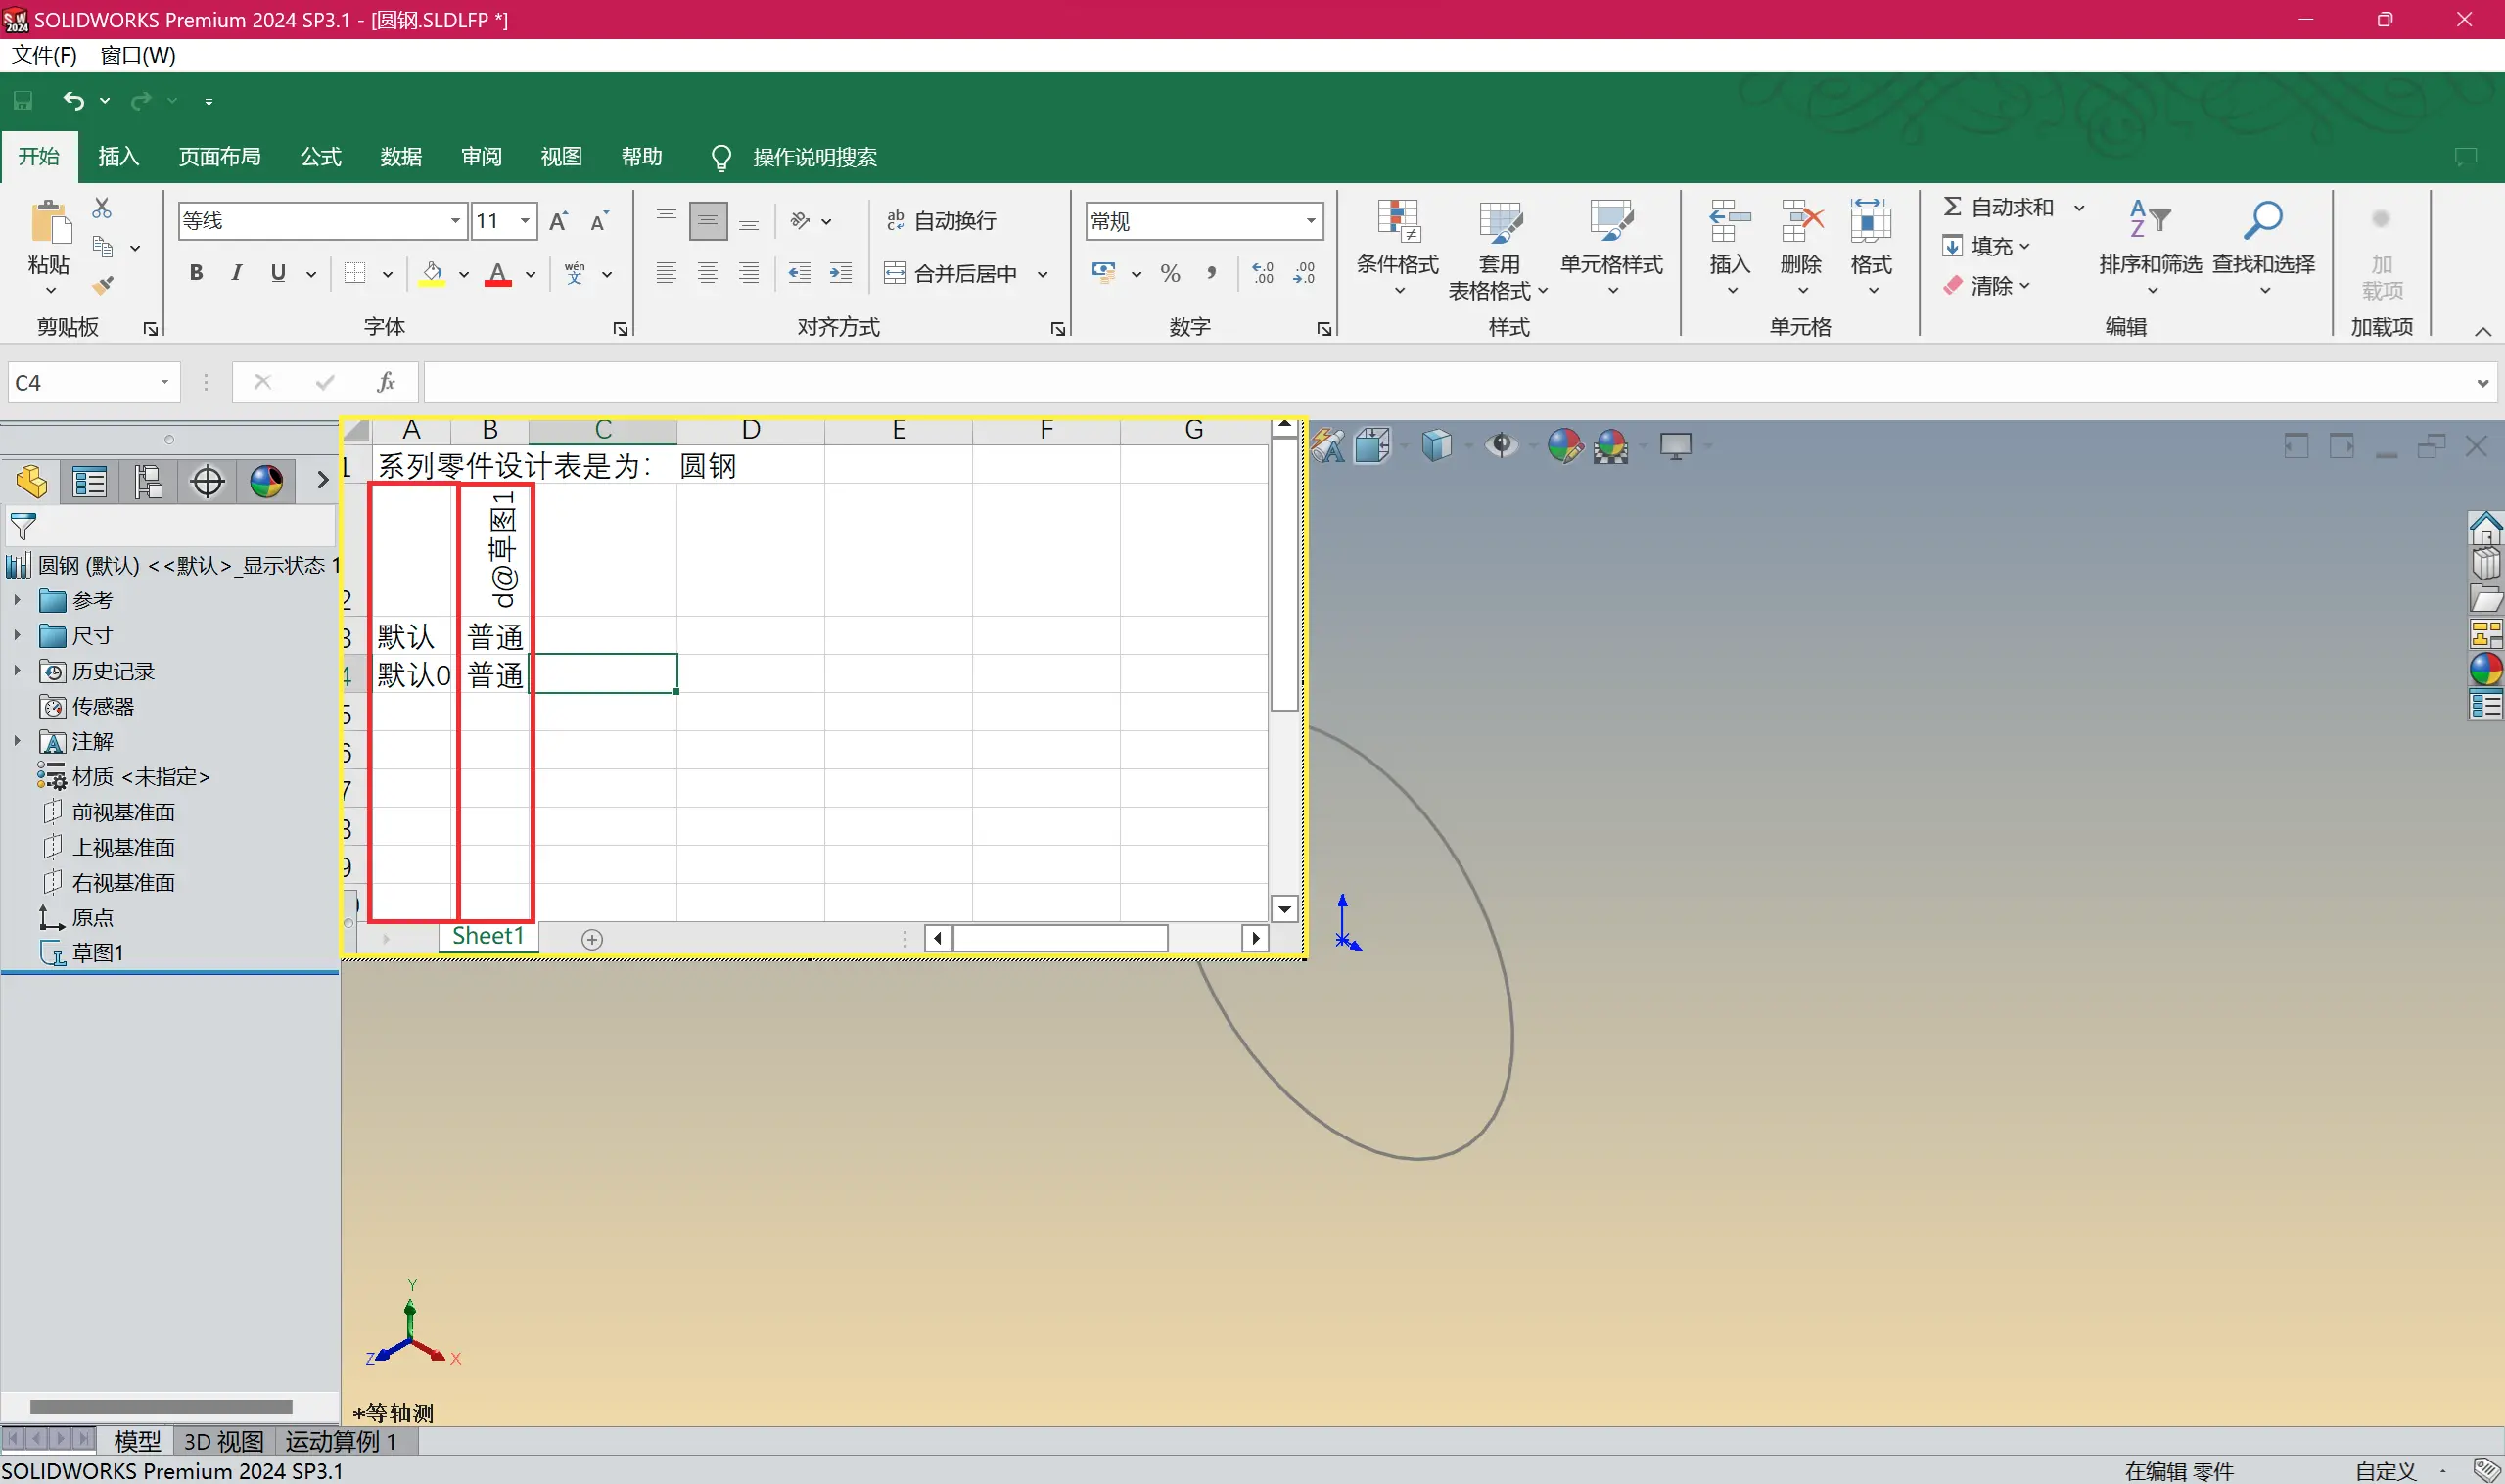 SOLIDWORKS Premium 2024 SP3.1 - [圆钢.SLDLFP *]
文件(F) 窗口(W)
开始 插入 页面布局 公式 数据 审阅 视图 帮助 操作说明搜索
粘贴
剪贴板
等线 11
B I U A wén 文
字体
ab 自动换行
合并后居中
对齐方式
常规
% , .00 .00
数字
条件格式 套用 表格格式 单元格样式
样式
插入 删除 格式
单元格
Σ 自动求和
填充
清除
排序和筛选 查找和选择
编辑
加载项
加载项
C4 fx
A B C D E F G
1 系列零件设计表是为： 圆钢
2 d@草图1
3 默认 普通
4 默认0 普通
5
6
7
8
9
Sheet1
圆钢 (默认) <<默认>_显示状态 1
参考
尺寸
历史记录
传感器
注解
材质 <未指定>
前视基准面
上视基准面
右视基准面
原点
草图1
Y
Z X
*等轴测
模型 3D 视图 运动算例 1
SOLIDWORKS Premium 2024 SP3.1 在编辑 零件 自定义